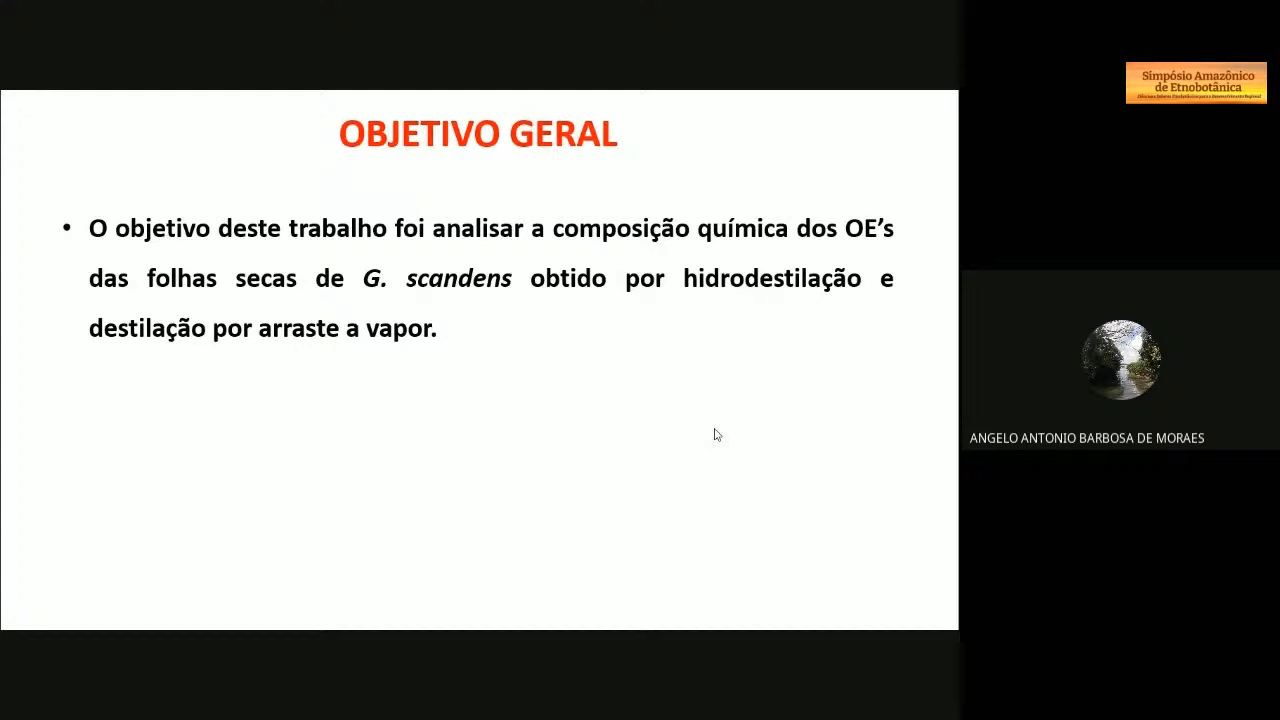 OBJETIVO GERAL
• O objetivo deste trabalho foi analisar a composição química dos OE’s
das folhas secas de G. scandens obtido por hidrodestilação e
destilação por arraste a vapor.
Simpósio Amazônico
de Etnobotânica
ANGELO ANTONIO BARBOSA DE MORAES